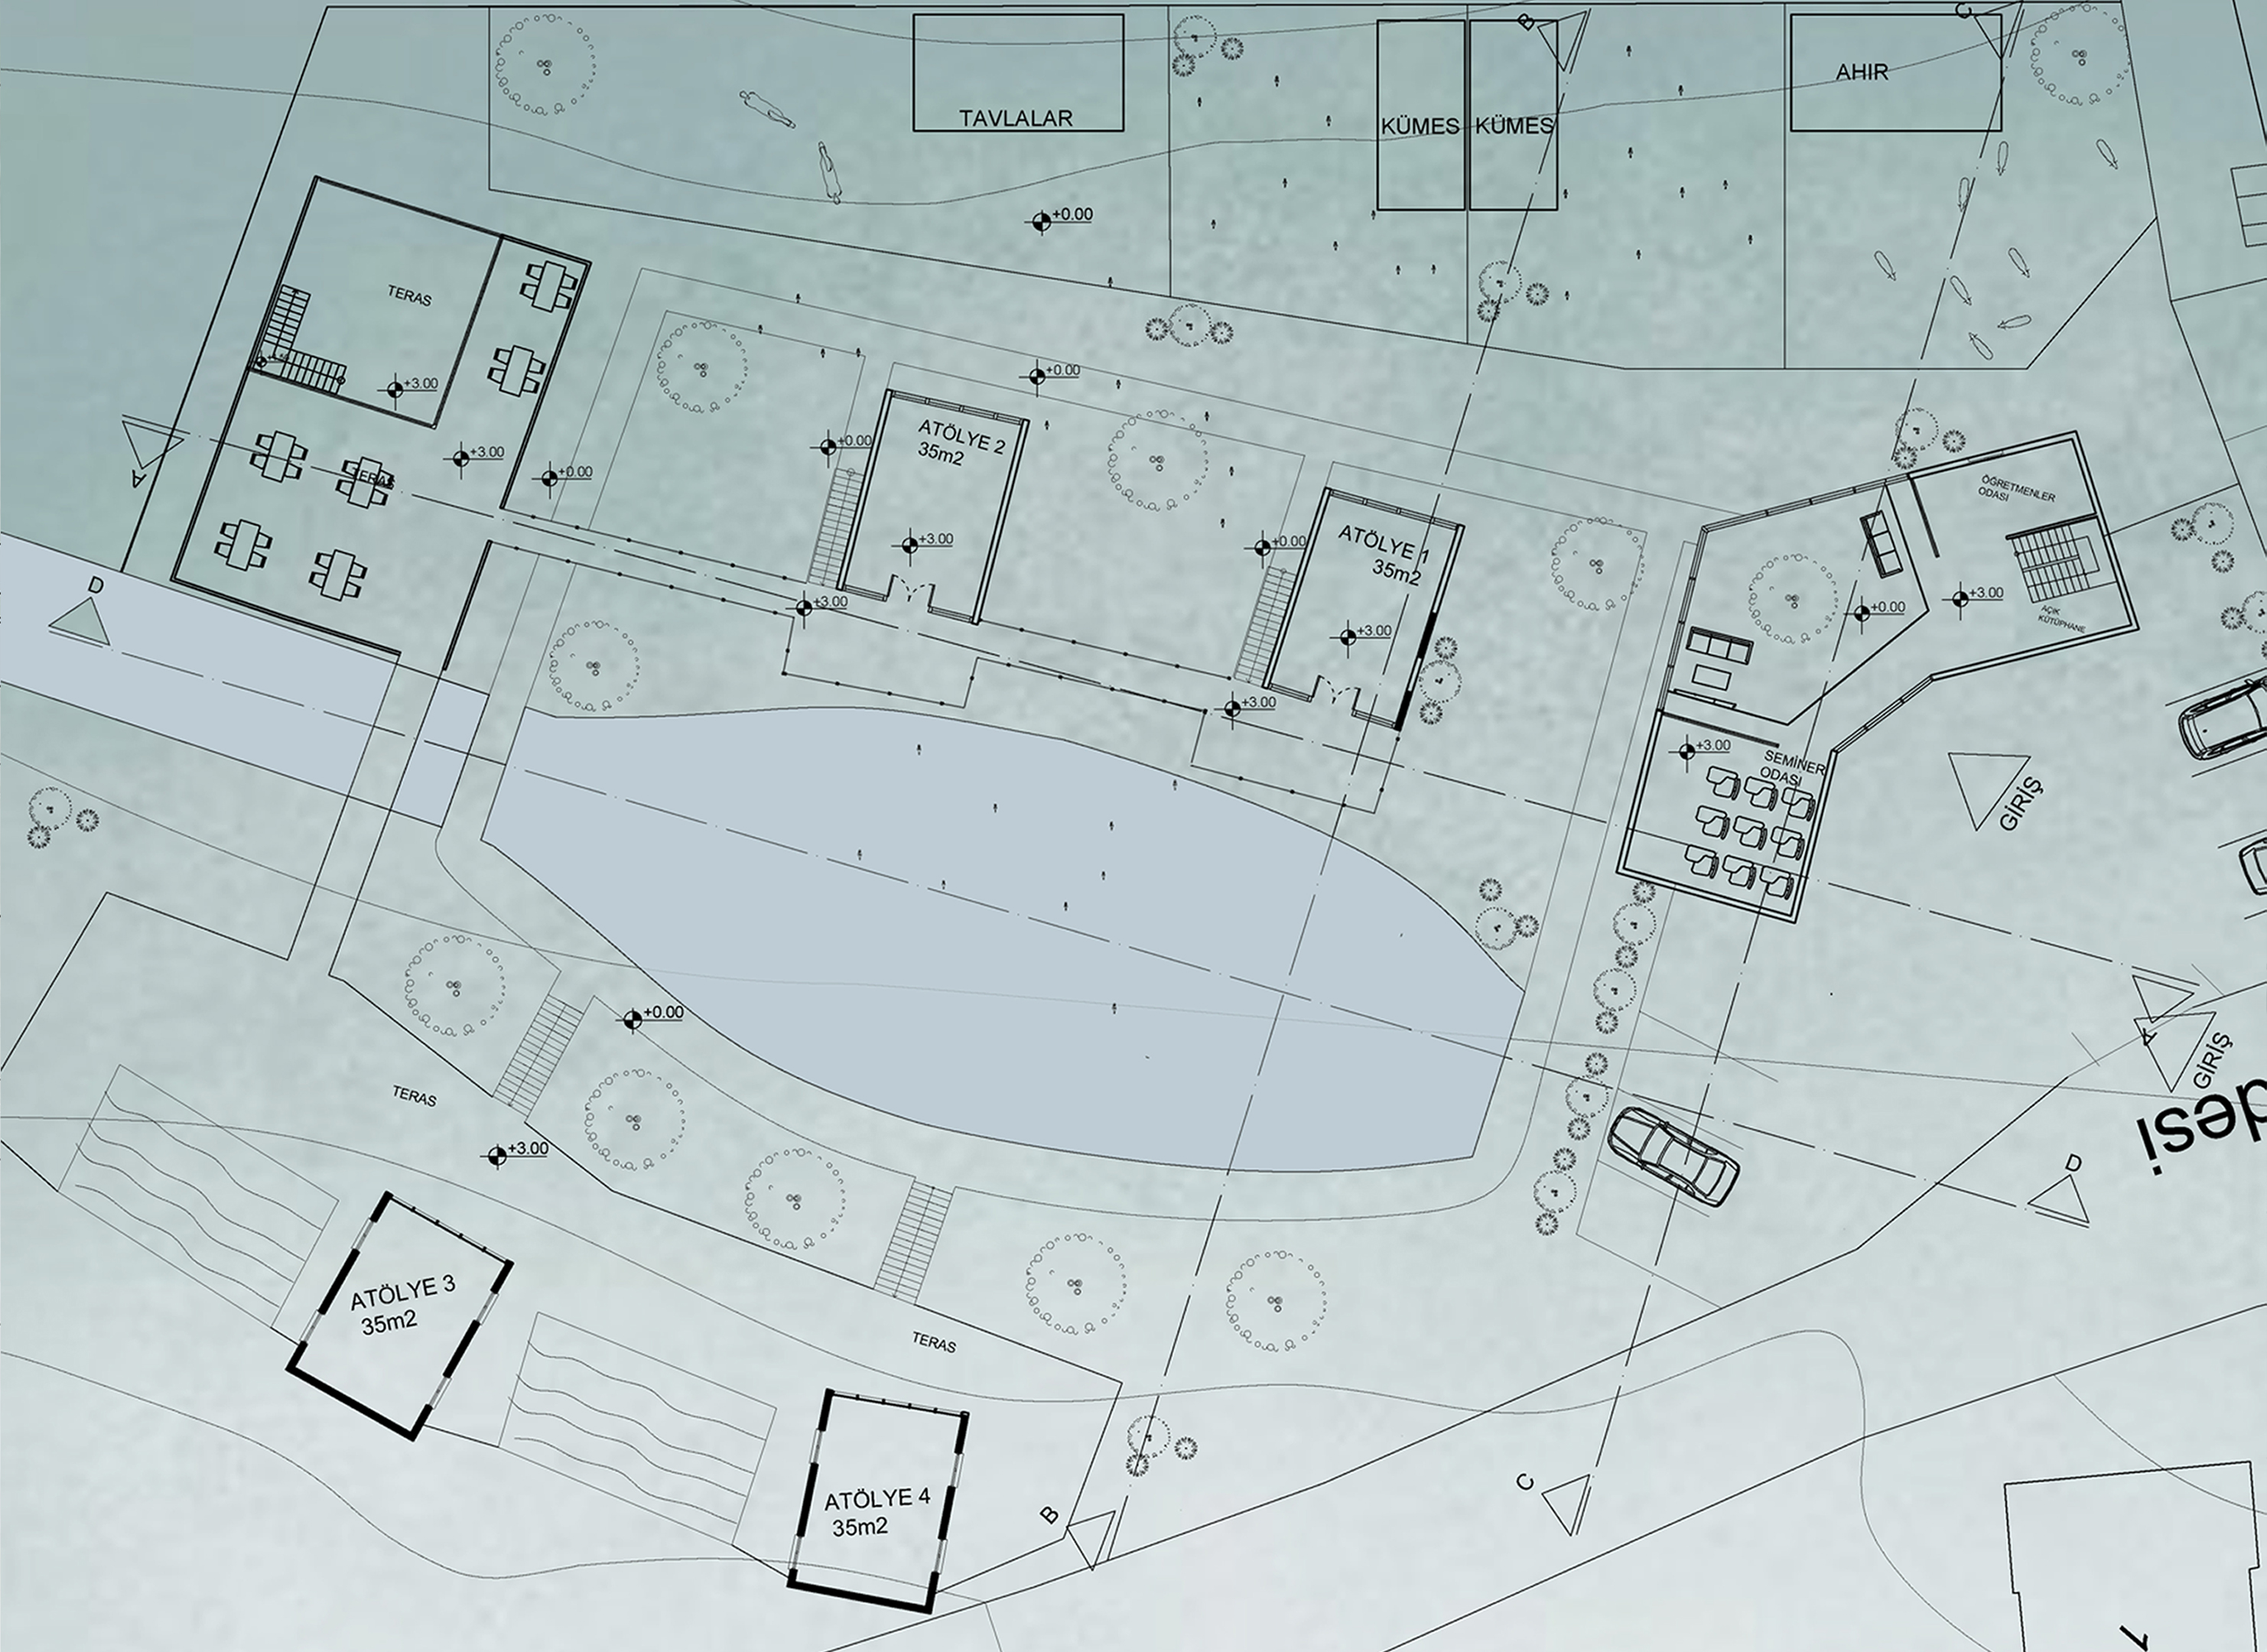 C
B
AHIR
TAVLALAR
KÜMES
KÜMES
+0.00
TERAS
+0.00
+3.00
ATÖLYE 2
35m2
+0.00
+3.00
+0.00
TERAS
A
ÖĞRETMENLER
ODASI
+3.00
+0.00
ATÖLYE 1
35m2
+3.00
+0.00
+3.00
AÇIK
KÜTÜPHANE
D
+3.00
+3.00
+3.00
+3.00
SEMİNER
ODASI
GİRİŞ
+0.00
A
GİRİŞ
desi
TERAS
+3.00
D
ATÖLYE 3
35m2
TERAS
ATÖLYE 4
35m2
B
C
1